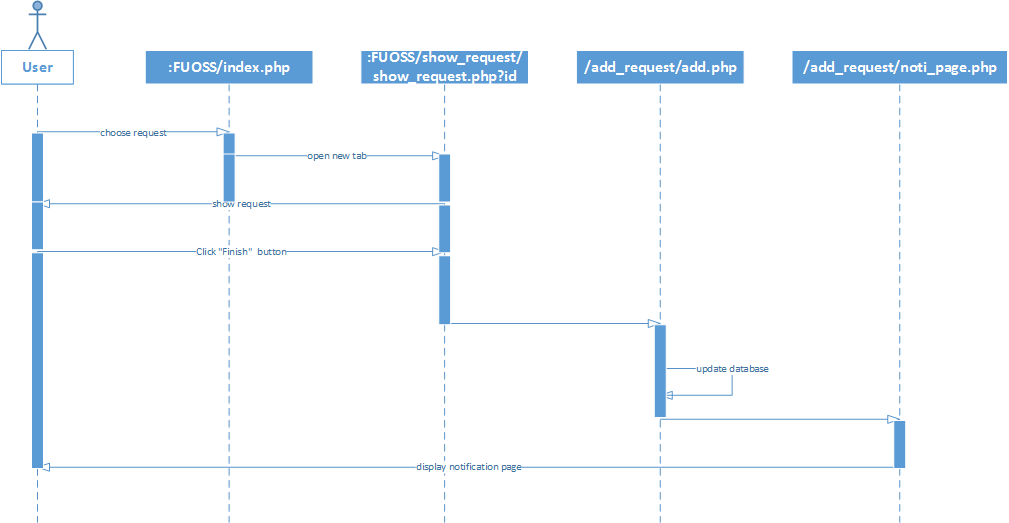 User
:FUOSS/index.php
:FUOSS/show_request/
show_request.php?id
/add_request/add.php
/add_request/noti_page.php
choose request
open new tab
show request
Click "Finish" button
update database
display notification page